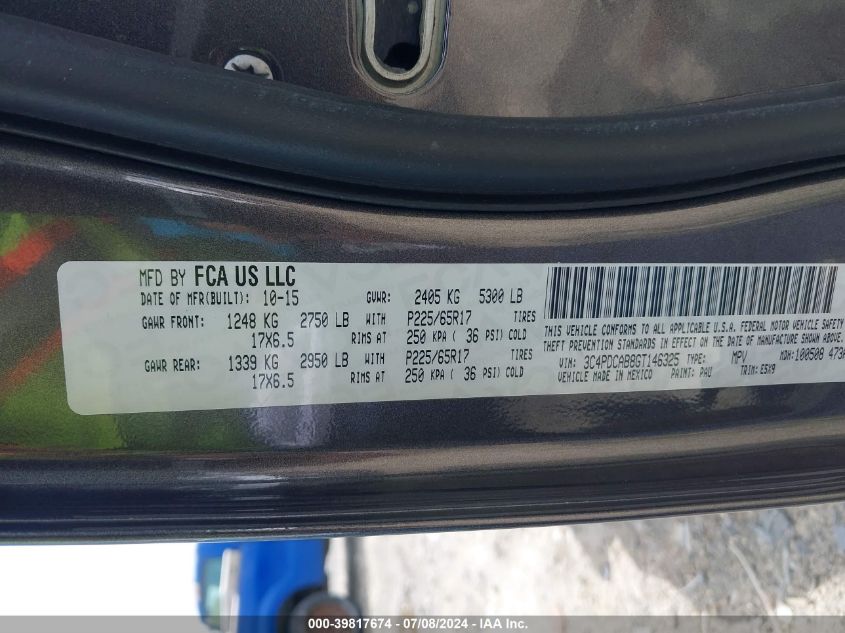 MFD BY FCA US LLC
DATE OF MFR(BUILT): 10-15 GVWR: 2405 KG 5300 LB
GAWR FRONT: 1248 KG 2750 LB WITH P225/65R17 TIRES
17X6.5 RIMS AT 250 KPA ( 36 PSI) COLD
GAWR REAR: 1339 KG 2950 LB WITH P225/65R17 TIRES
17X6.5 RIMS AT 250 KPA ( 36 PSI) COLD
THIS VEHICLE CONFORMS TO ALL APPLICABLE U.S.A. FEDERAL MOTOR VEHICLE SAFETY
THEFT PREVENTION STANDARDS IN EFFECT ON THE DATE OF MANUFACTURE SHOWN ABOVE.
VIN: 3C4PDCAB8GT146325 TYPE: MPV MDH: 100508 473A
VEHICLE MADE IN MEXICO PAINT: PAU TRIM: E5X9
000-39817674 / 07/08/2024 - IAA Inc.